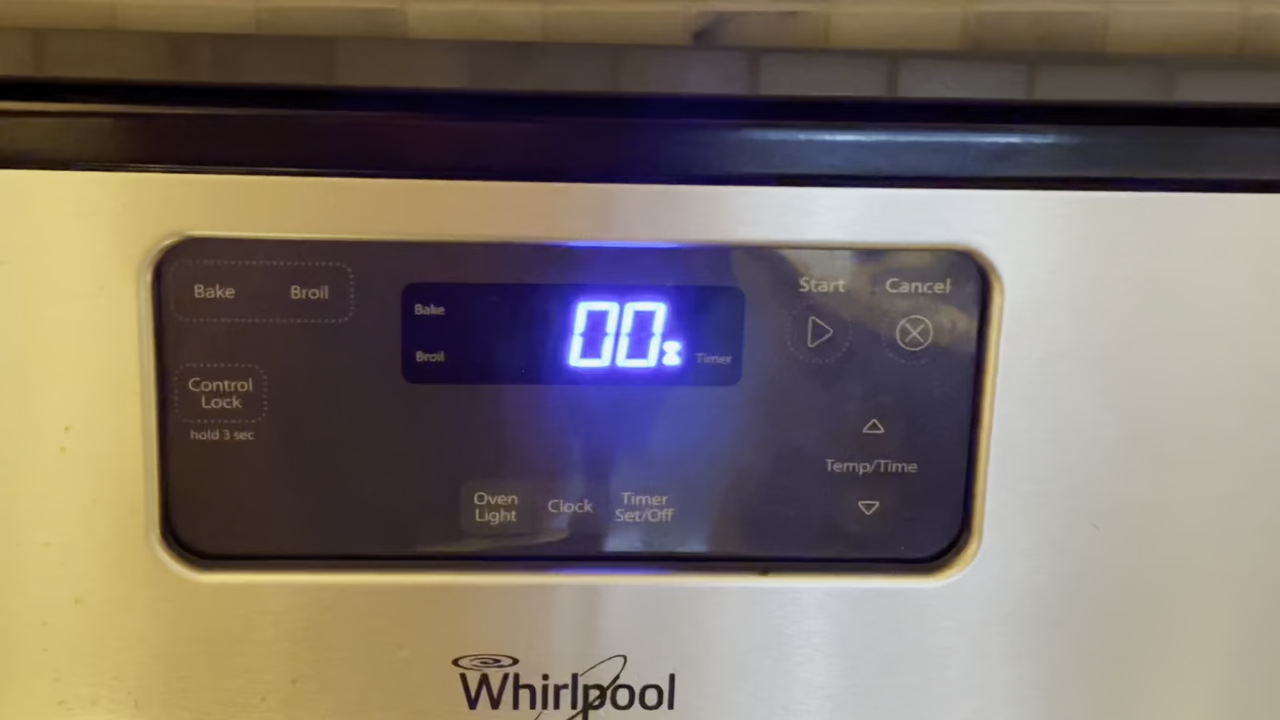 Bake Broil
Control
Lock
hold 3 sec
Bake
Broil
00
Timer
Start Cancel
Temp/Time
Oven
Light
Clock
Timer
Set/Off
Whirlpool